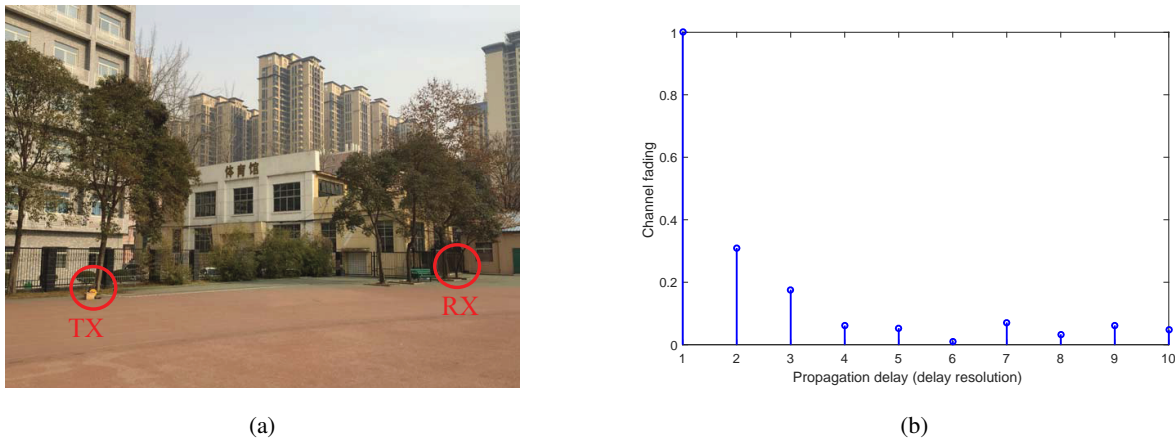 体育馆
TX
RX
(a)
1
0.8
0.6
0.4
0.2
0
Channel fading
1 2 3 4 5 6 7 8 9 10
Propagation delay (delay resolution)
(b)